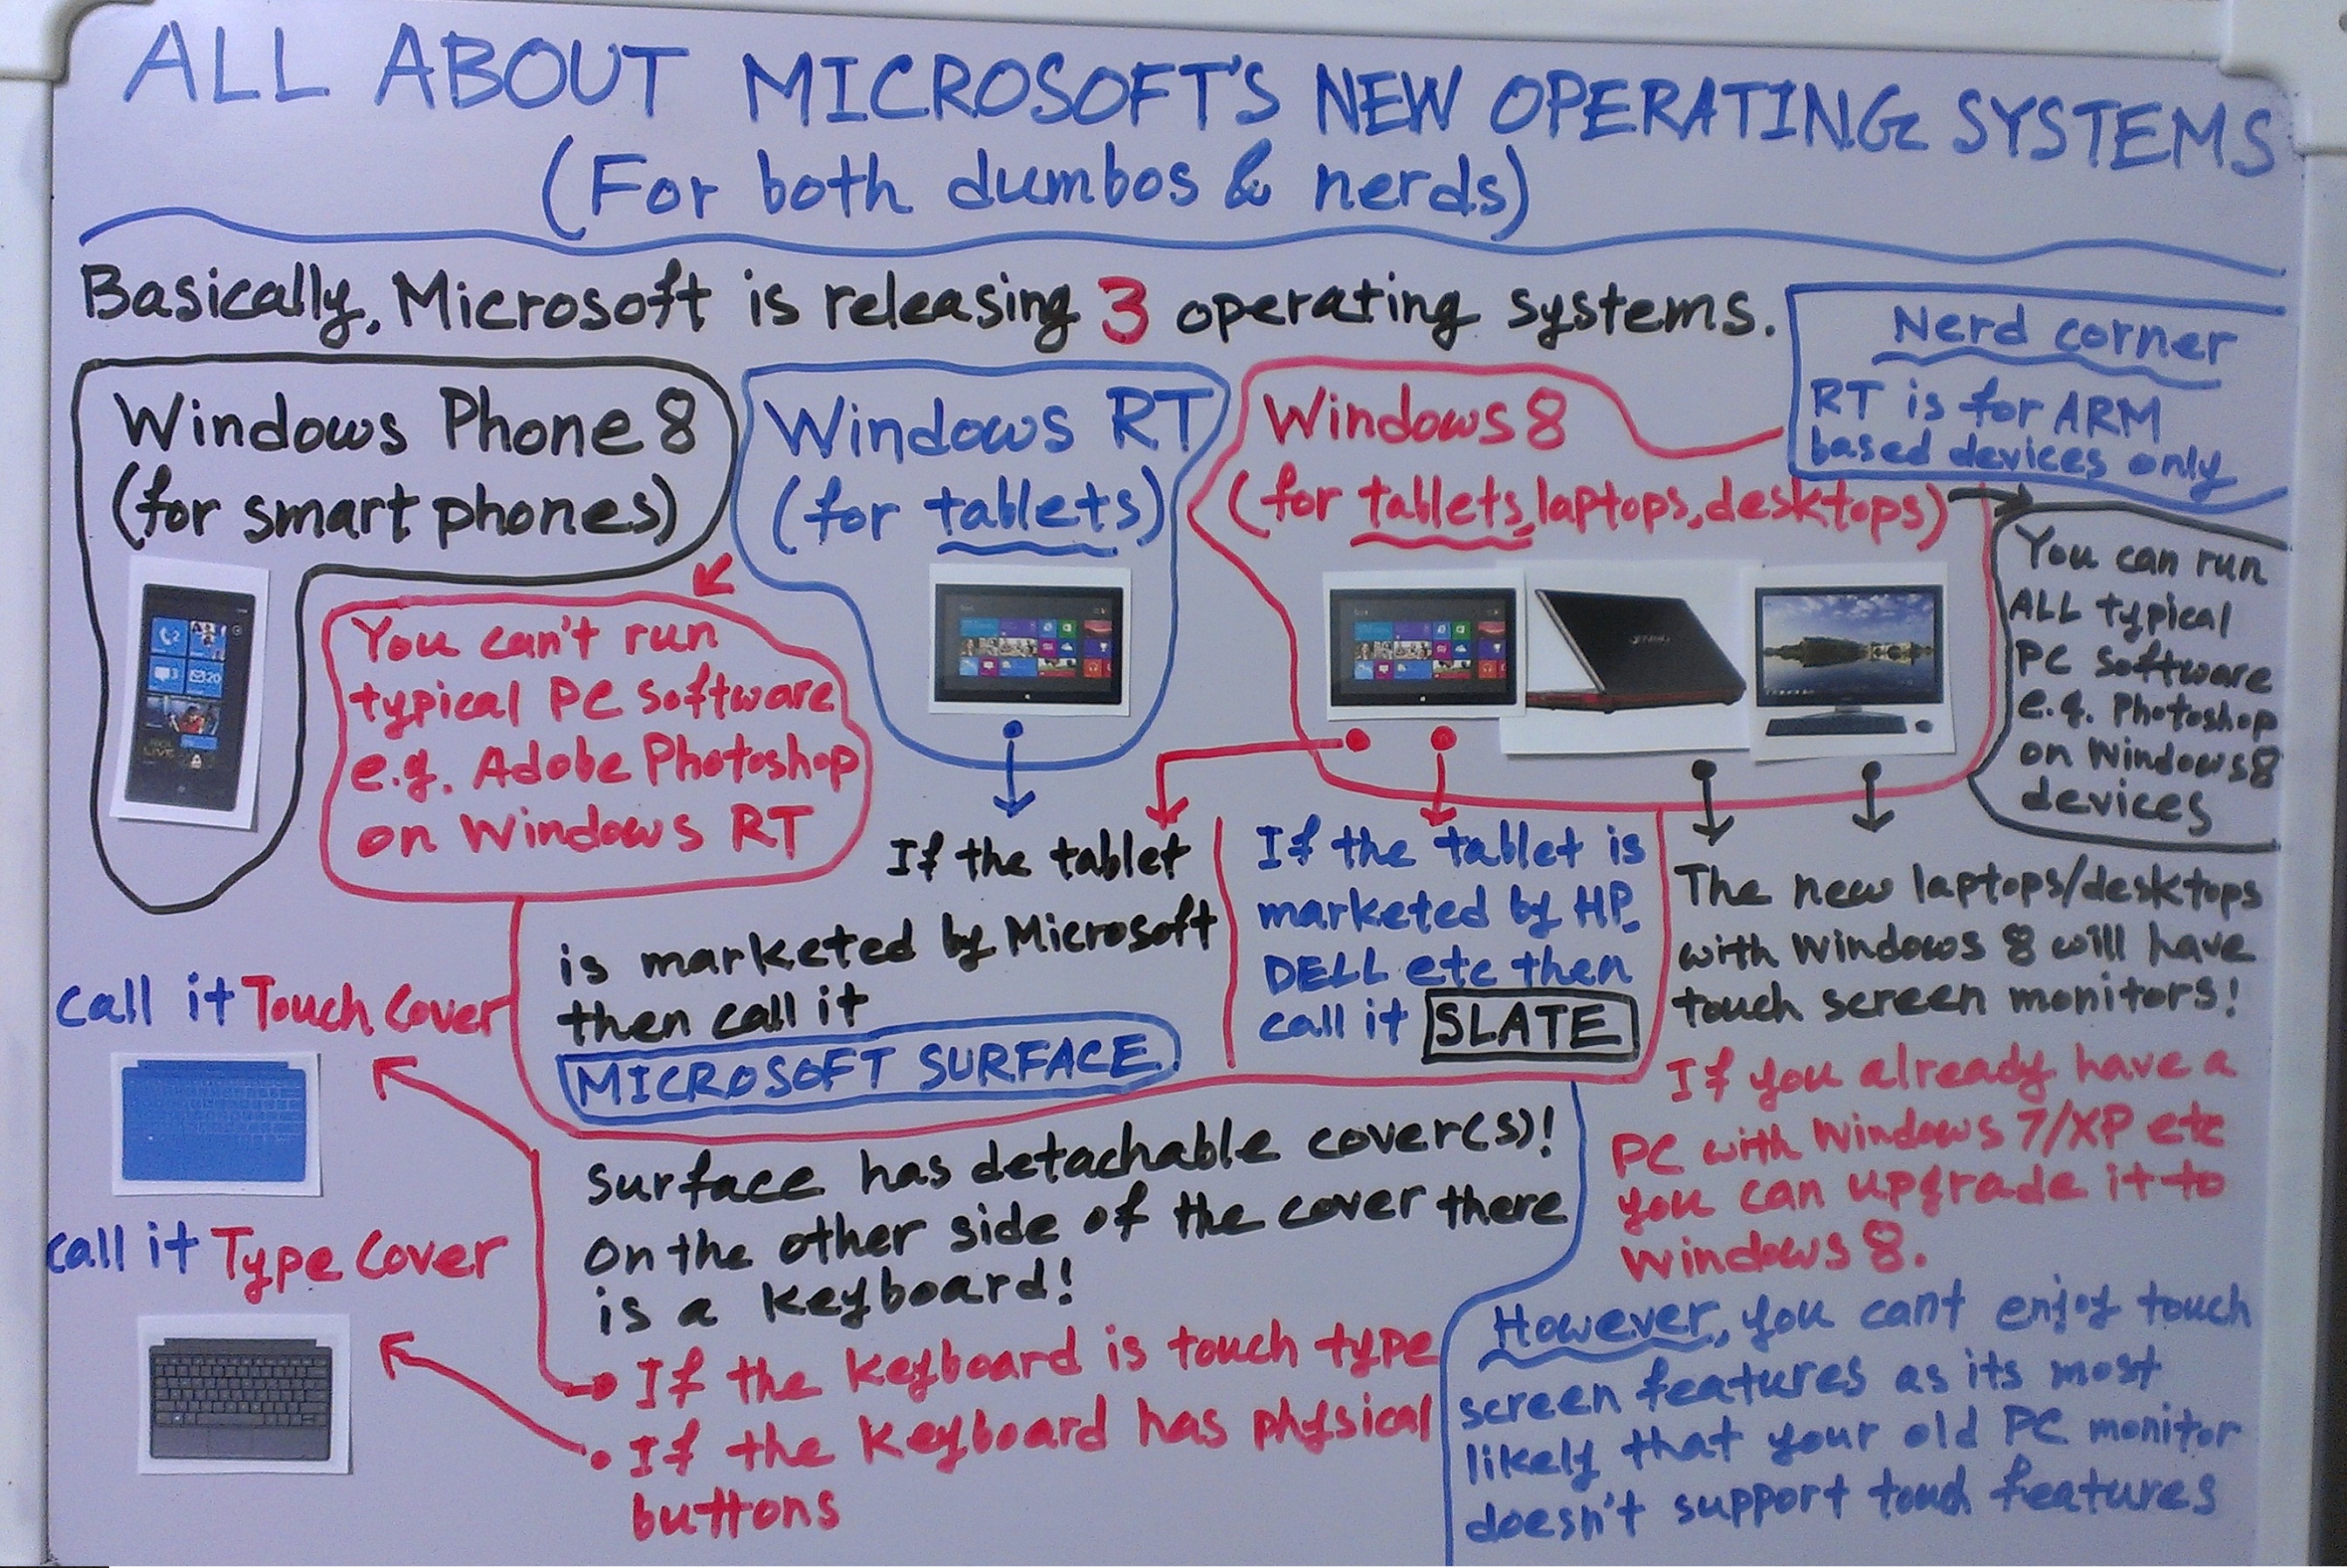 ALL ABOUT MICROSOFT'S NEW OPERATING SYSTEMS
(For both dumbos & nerds)
Basically, Microsoft is releasing 3 operating systems.
Nerd corner
RT is for ARM
based devices only
Windows Phone 8
(for smart phones)
Windows RT
(for tablets)
Windows 8
(for tablets, laptops, desktops)
You can run
ALL typical
PC software
e.g. Photoshop
on Windows 8
devices
You can't run
typical PC software
e.g. Adobe Photoshop
on Windows RT
If the tablet
is marketed by Microsoft
then call it
MICROSOFT SURFACE
If the tablet is
marketed by HP,
DELL etc then
call it SLATE
The new laptops/desktops
with Windows 8 will have
touch screen monitors!
If you already have a
PC with Windows 7/XP etc
you can upgrade it to
Windows 8.
However, you cant enjoy touch
screen features as its most
likely that your old PC monitor
doesn't support touch features
call it Touch Cover
call it Type Cover
Surface has detachable cover(s)!
On the other side of the cover there
is a keyboard!
If the keyboard is touch type
If the keyboard has physical
buttons